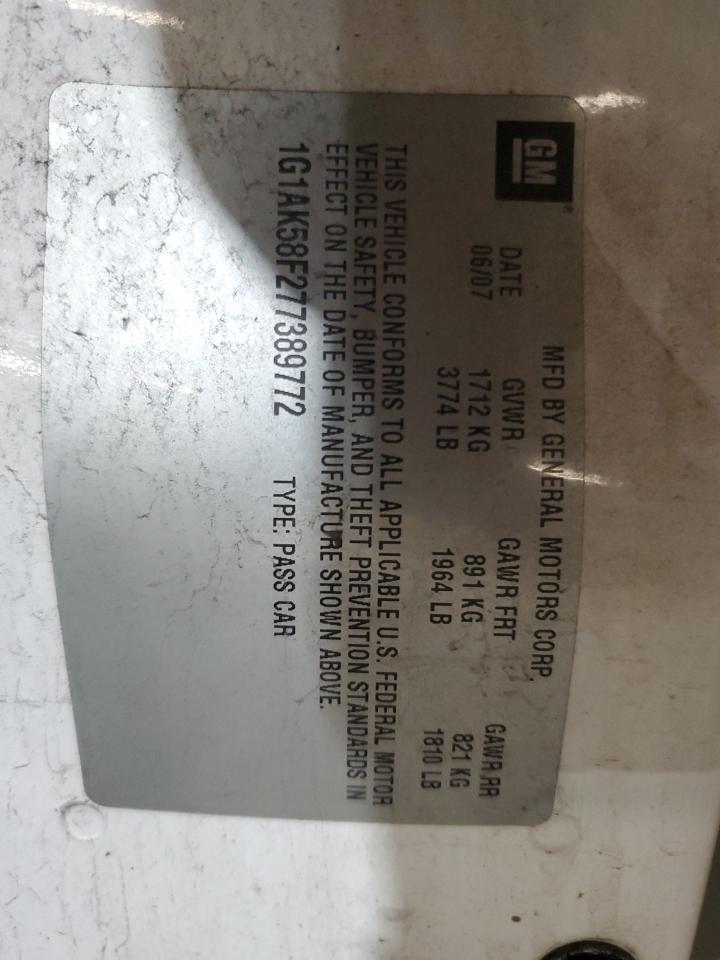 GM®
MFD BY GENERAL MOTORS CORP.
DATE GVWR GAWR FRT GAWR RR
06/07 1712 KG 891 KG 821 KG
3774 LB 1964 LB 1810 LB
THIS VEHICLE CONFORMS TO ALL APPLICABLE U.S. FEDERAL MOTOR
VEHICLE SAFETY, BUMPER, AND THEFT PREVENTION STANDARDS IN
EFFECT ON THE DATE OF MANUFACTURE SHOWN ABOVE.
1G1AK58F277389772 TYPE: PASS CAR